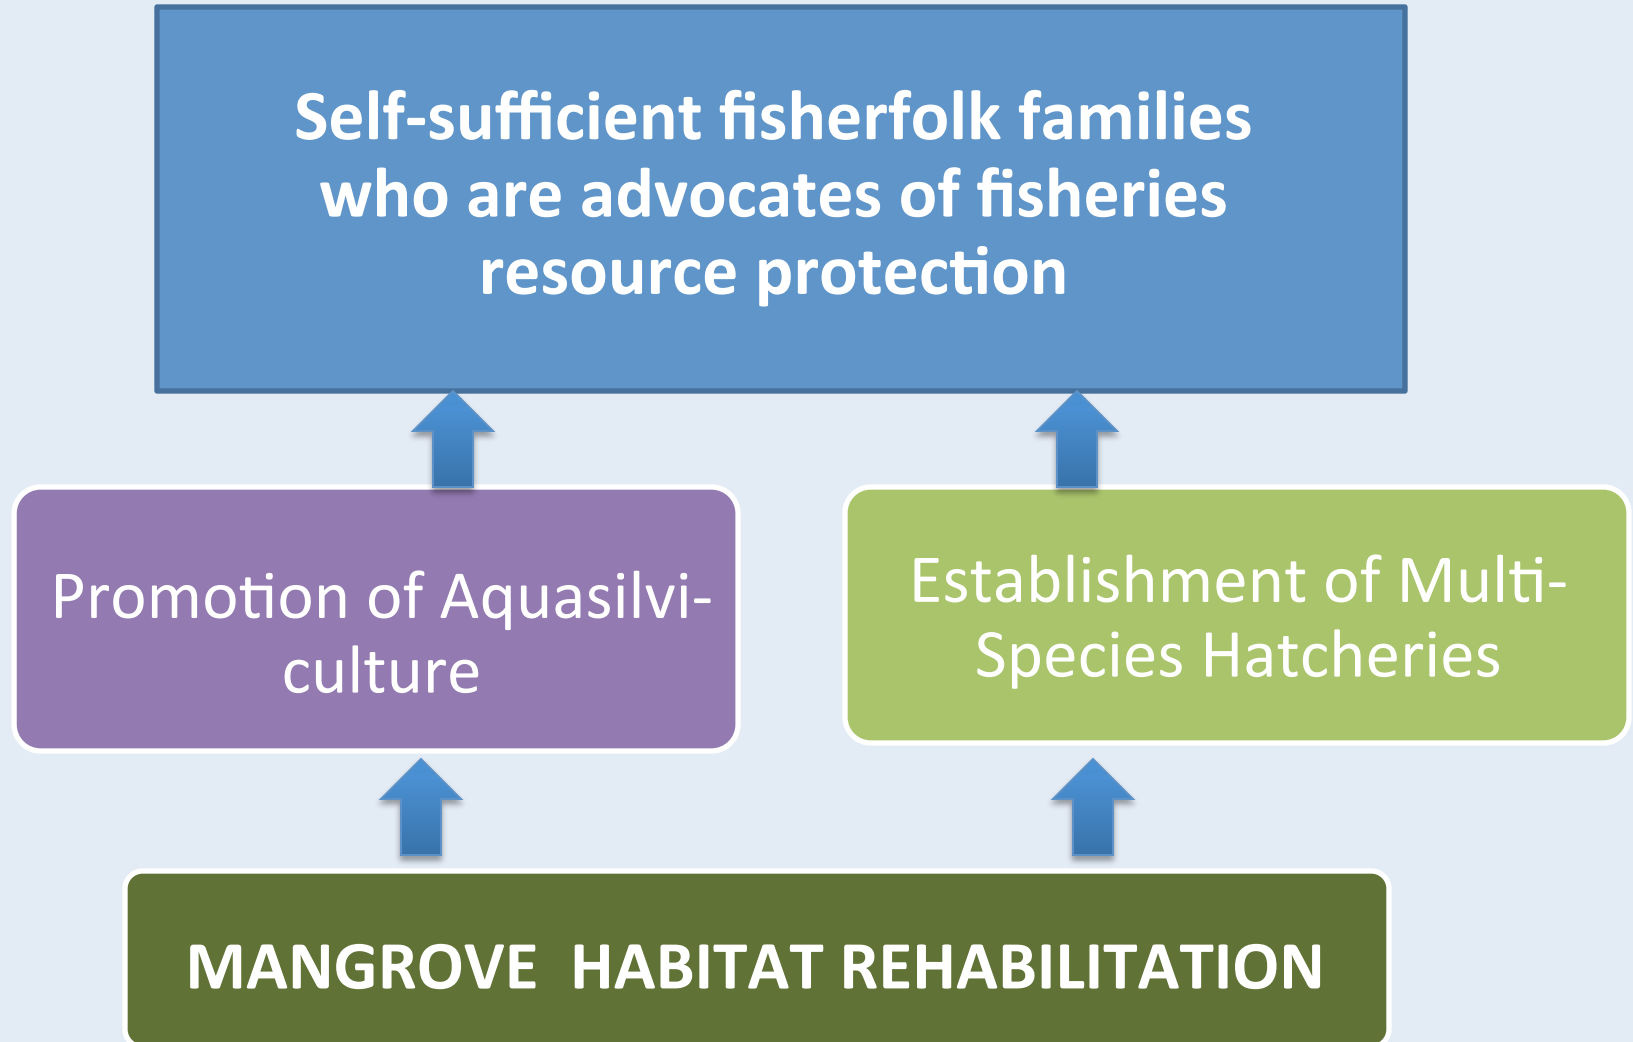 Self-sufficient fisherfolk families
who are advocates of fisheries
resource protection
Promotion of Aquasilvi-
culture
Establishment of Multi-
Species Hatcheries
MANGROVE  HABITAT REHABILITATION